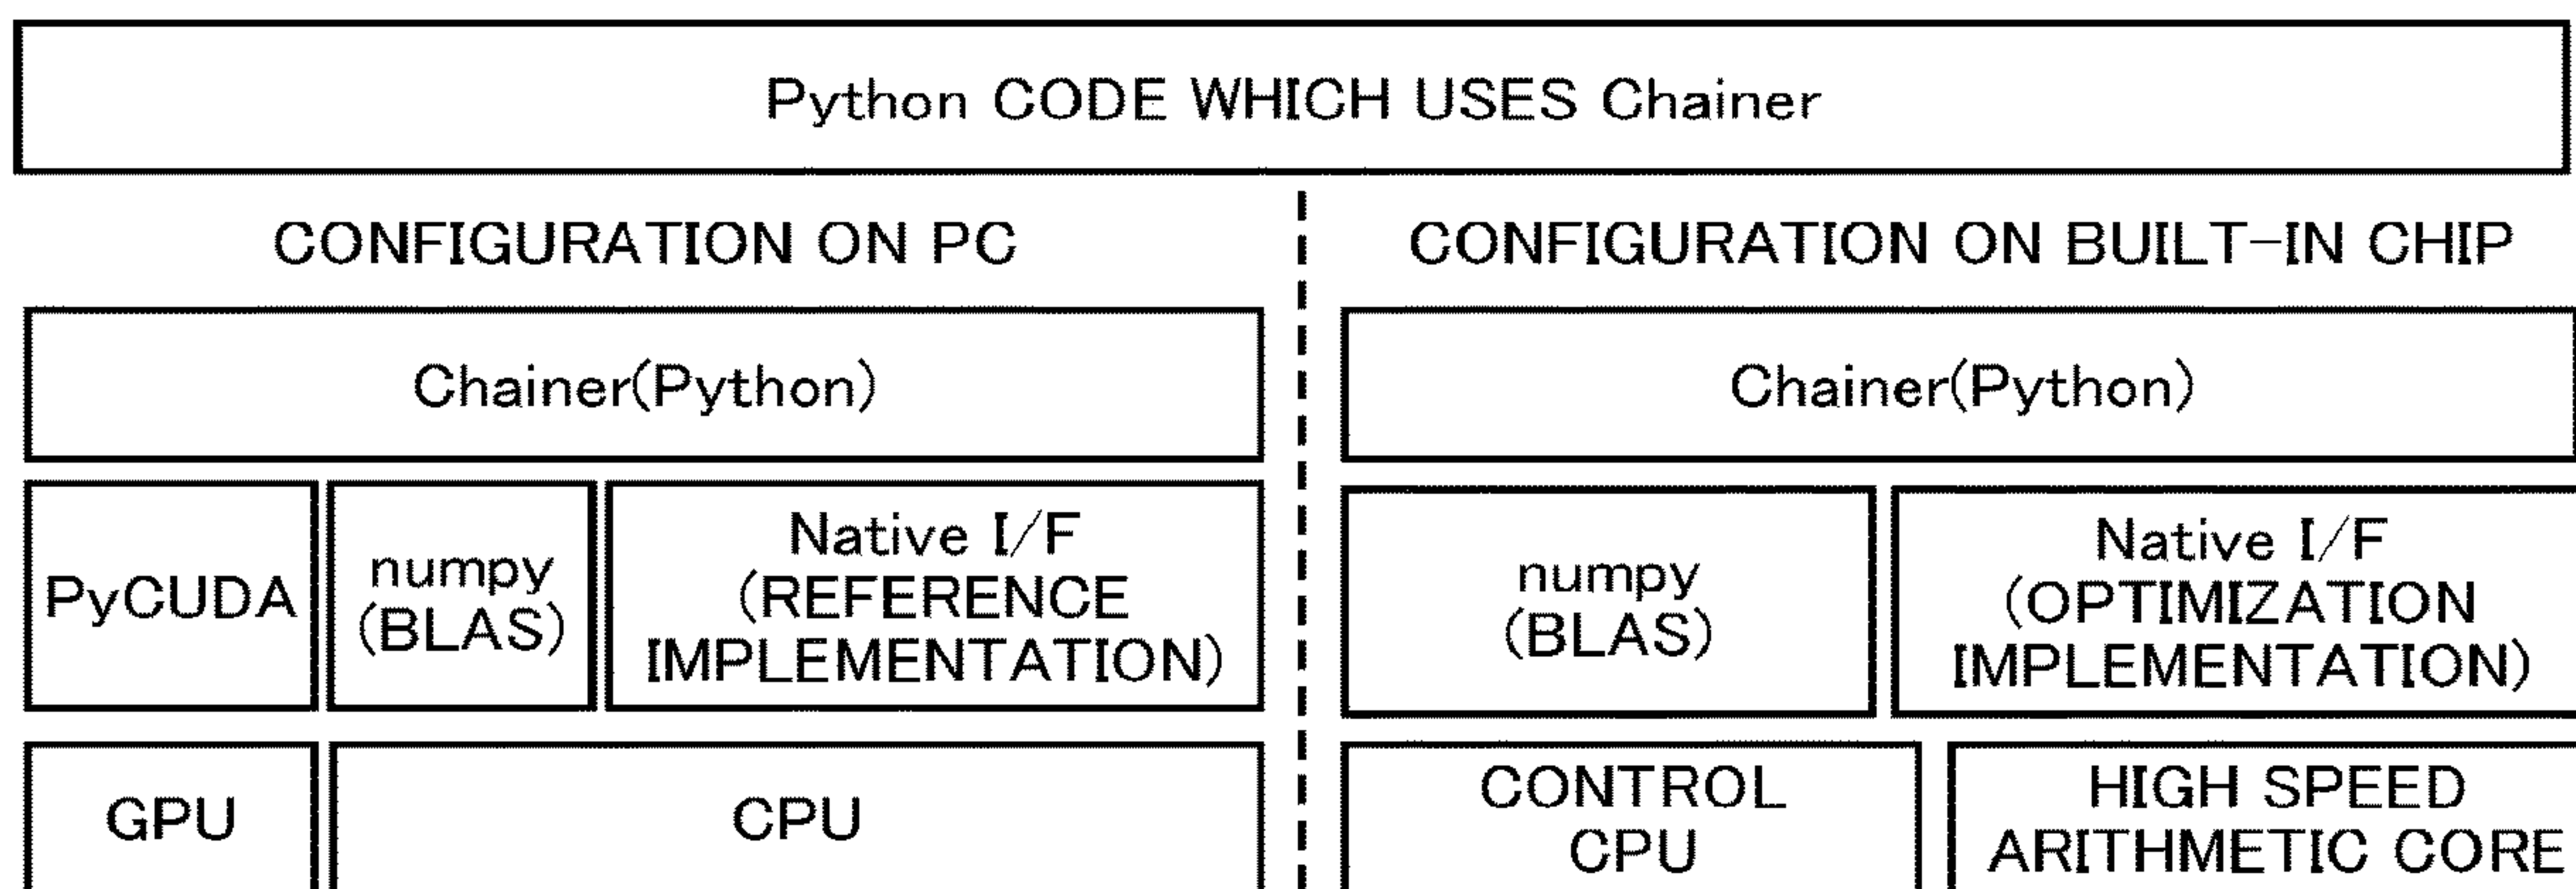 Python CODE WHICH USES Chainer
CONFIGURATION ON PC
Chainer(Python)
PyCUDA
numpy
(BLAS)
Native I/F
(REFERENCE
IMPLEMENTATION)
GPU
CPU
CONFIGURATION ON BUILT-IN CHIP
Chainer(Python)
numpy
(BLAS)
Native I/F
(OPTIMIZATION
IMPLEMENTATION)
CONTROL
CPU
HIGH SPEED
ARITHMETIC CORE